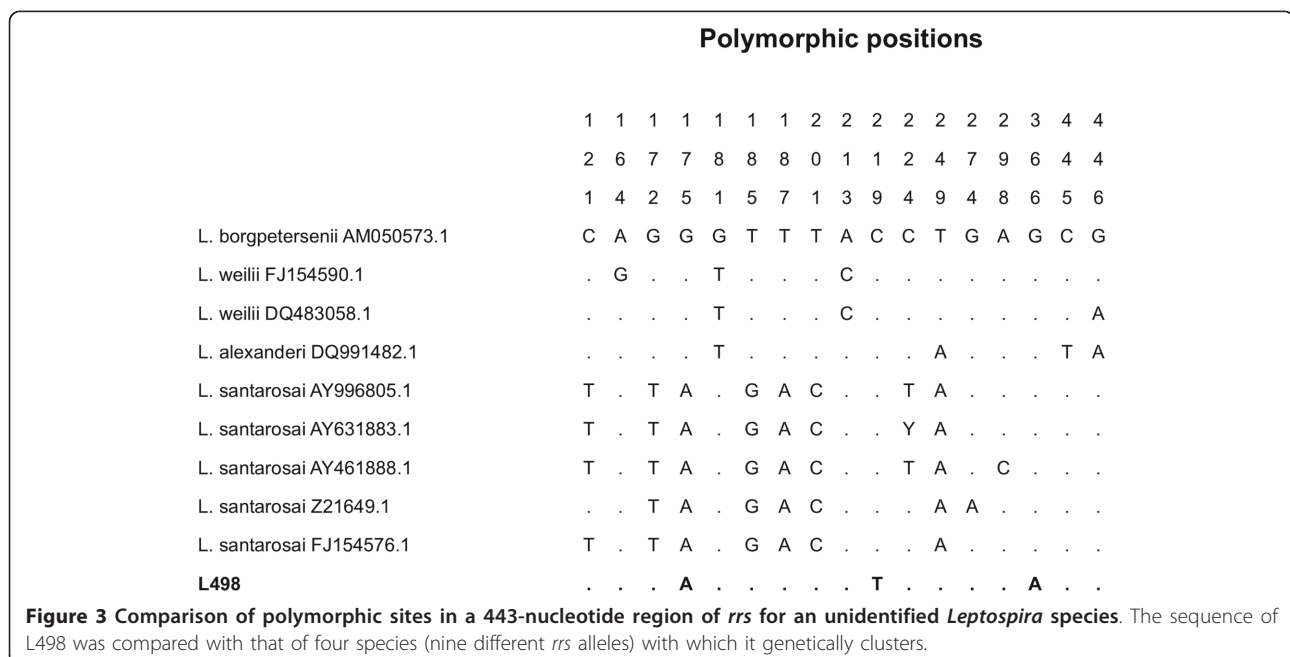 Polymorphic positions
1 1 1 1 1 1 1 2 2 2 2 2 2 2 3 4 4
2 6 7 7 8 8 8 0 1 1 2 4 7 9 6 4 4
1 4 2 5 1 5 7 1 3 9 4 9 4 8 6 5 6
L. borgpetersenii AM050573.1 C A G G G T T T A C C T G A G C G
L. weilii FJ154590.1 . G . . T . . . C . . . . . . . .
L. weilii DQ483058.1 . . . . T . . . C . . . . . . . A
L. alexanderi DQ991482.1 . . . . T . . . . . . A . . . T A
L. santarosai AY996805.1 T . T A . G A C . . T A . . . . .
L. santarosai AY631883.1 T . T A . G A C . . Y A . . . . .
L. santarosai AY461888.1 T . T A . G A C . . T A . C . . .
L. santarosai Z21649.1 . . T A . G A C . . . A A . . . .
L. santarosai FJ154576.1 T . T A . G A C . . . A . . . . .
L498 . . . A . . . . . T . . . . A . .
Figure 3 Comparison of polymorphic sites in a 443-nucleotide region of rrs for an unidentified Leptospira species. The sequence of
L498 was compared with that of four species (nine different rrs alleles) with which it genetically clusters.